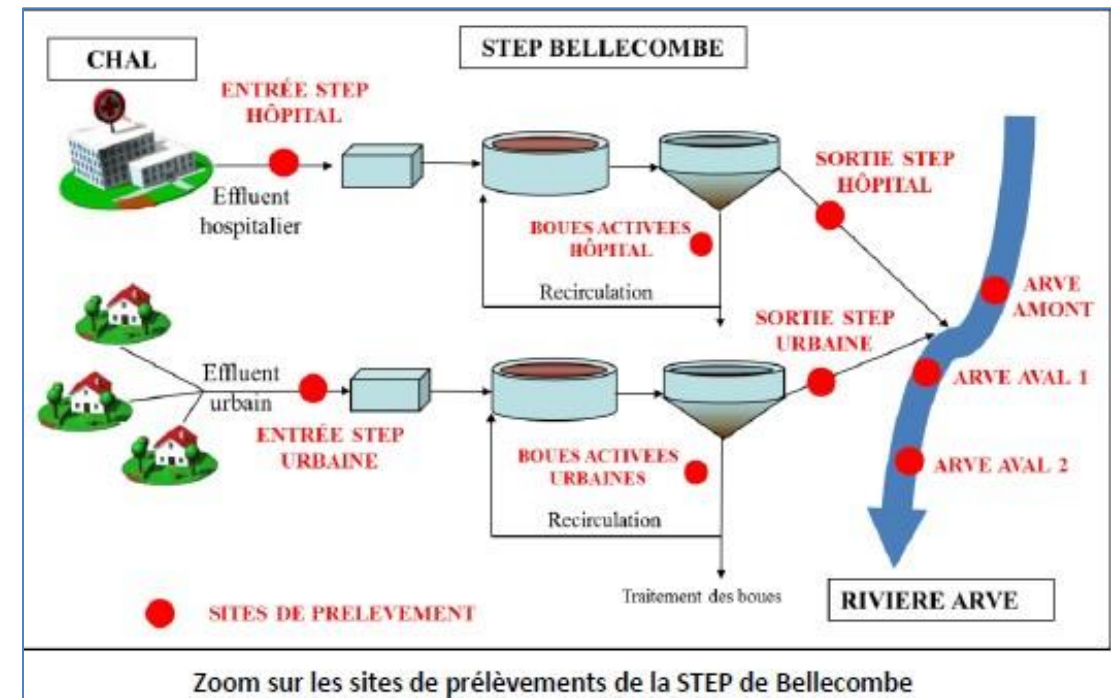 CHAL
STEP BELLECOMBE
ENTRÉE STEP
HÔPITAL
Effluent
hospitalier
BOUES ACTIVEES
HÔPITAL
Recirculation
SORTIE STEP
HÔPITAL
ARVE
AMONT
SORTIE STEP
URBAINE
Effluent
urbain
ENTRÉE STEP
URBAINE
BOUES ACTIVEES
URBAINES
Recirculation
ARVE AVAL 1
ARVE AVAL 2
Traitement des boues
RIVIERE ARVE
SITES DE PRELEVEMENT
Zoom sur les sites de prélèvements de la STEP de Bellecombe